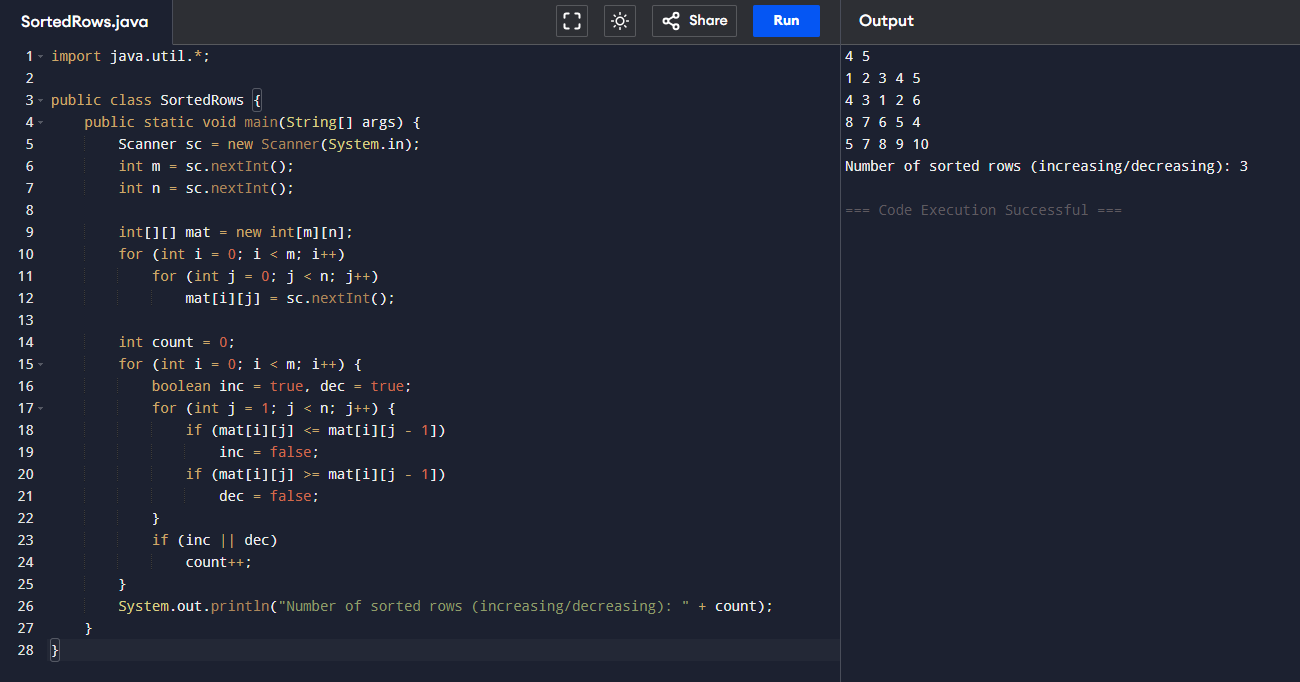 SortedRows.java
Share
Run
Output
1 import java.util.*;
2
3 public class SortedRows {
4     public static void main(String[] args) {
5         Scanner sc = new Scanner(System.in);
6         int m = sc.nextInt();
7         int n = sc.nextInt();
8
9         int[][] mat = new int[m][n];
10         for (int i = 0; i < m; i++)
11             for (int j = 0; j < n; j++)
12                 mat[i][j] = sc.nextInt();
13
14         int count = 0;
15         for (int i = 0; i < m; i++) {
16             boolean inc = true, dec = true;
17             for (int j = 1; j < n; j++) {
18                 if (mat[i][j] <= mat[i][j - 1])
19                     inc = false;
20                 if (mat[i][j] >= mat[i][j - 1])
21                     dec = false;
22             }
23             if (inc || dec)
24                 count++;
25         }
26         System.out.println("Number of sorted rows (increasing/decreasing): " + count);
27     }
28 }
4 5
1 2 3 4 5
4 3 1 2 6
8 7 6 5 4
5 7 8 9 10
Number of sorted rows (increasing/decreasing): 3
=== Code Execution Successful ===